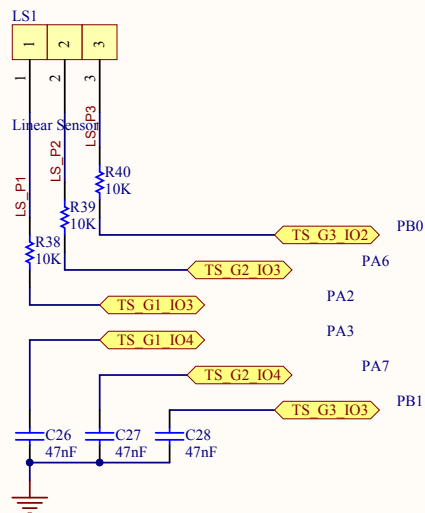 LS1
1
2
3
1
2
3
Linear Sensor
LS_P1
LS_P2
LS_P3
R40
10K
R39
10K
R38
10K
TS_G3_IO2
PB0
TS_G2_IO3
PA6
TS_G1_IO3
PA2
TS_G1_IO4
PA3
TS_G2_IO4
PA7
TS_G3_IO3
PB1
C26
47nF
C27
47nF
C28
47nF